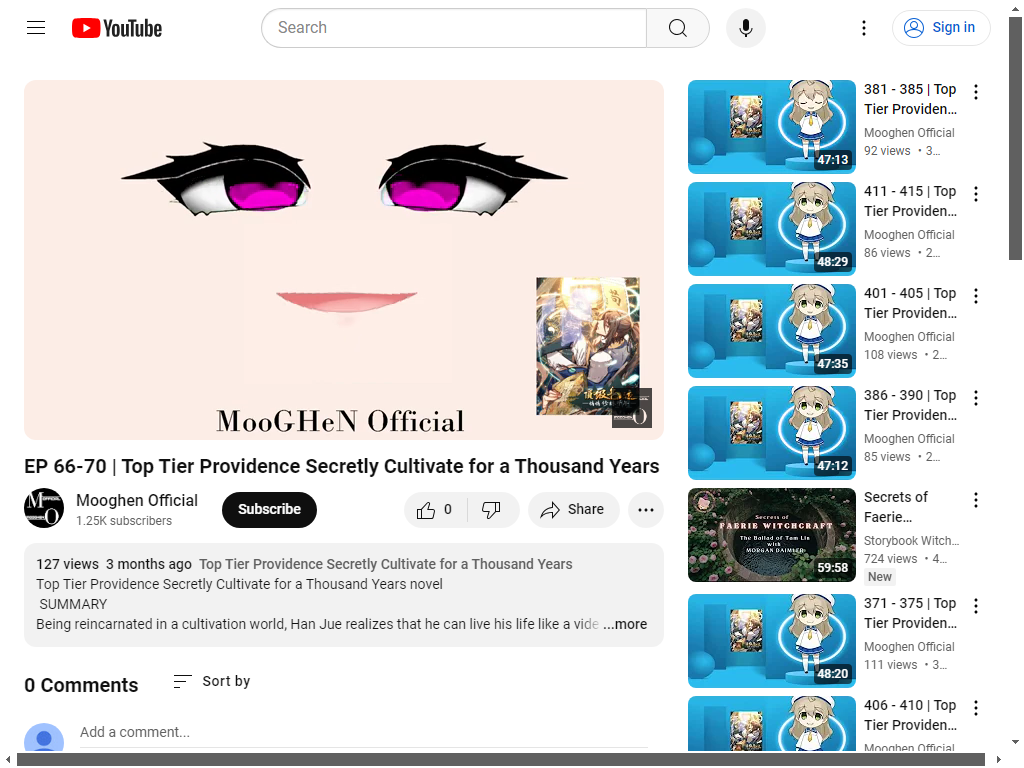 YouTube
Search
Sign in
MooGHeN Official
EP 66-70 | Top Tier Providence Secretly Cultivate for a Thousand Years
Mooghen Official
1.25K subscribers
Subscribe
0
Share
127 views 3 months ago Top Tier Providence Secretly Cultivate for a Thousand Years
Top Tier Providence Secretly Cultivate for a Thousand Years novel
SUMMARY
Being reincarnated in a cultivation world, Han Jue realizes that he can live his life like a vide ...more
0 Comments
Sort by
Add a comment...
47:13
381 - 385 | Top
Tier Providen...
Mooghen Official
92 views • 3...
48:29
411 - 415 | Top
Tier Providen...
Mooghen Official
86 views • 2...
47:35
401 - 405 | Top
Tier Providen...
Mooghen Official
108 views • 2...
47:12
386 - 390 | Top
Tier Providen...
Mooghen Official
85 views • 2...
Secrets of
FAERIE WITCHCRAFT
The Ballad of Tam Lin
with
MORGAN DAIMLER
59:58
Secrets of
Faerie...
Storybook Witch...
724 views • 4...
New
48:20
371 - 375 | Top
Tier Providen...
Mooghen Official
111 views • 3...
406 - 410 | Top
Tier Providen...
Mooghen Official